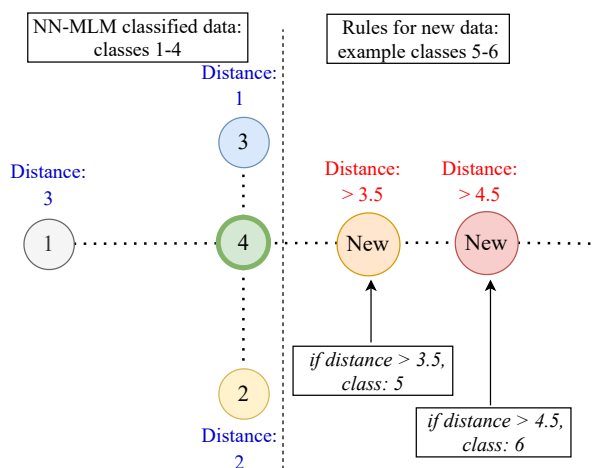 NN-MLM classified data:
classes 1-4
Rules for new data:
example classes 5-6
Distance:
1
3
Distance:
3
1
4
Distance:
> 3.5
New
Distance:
> 4.5
New
2
Distance:
2
if distance > 3.5,
class: 5
if distance > 4.5,
class: 6